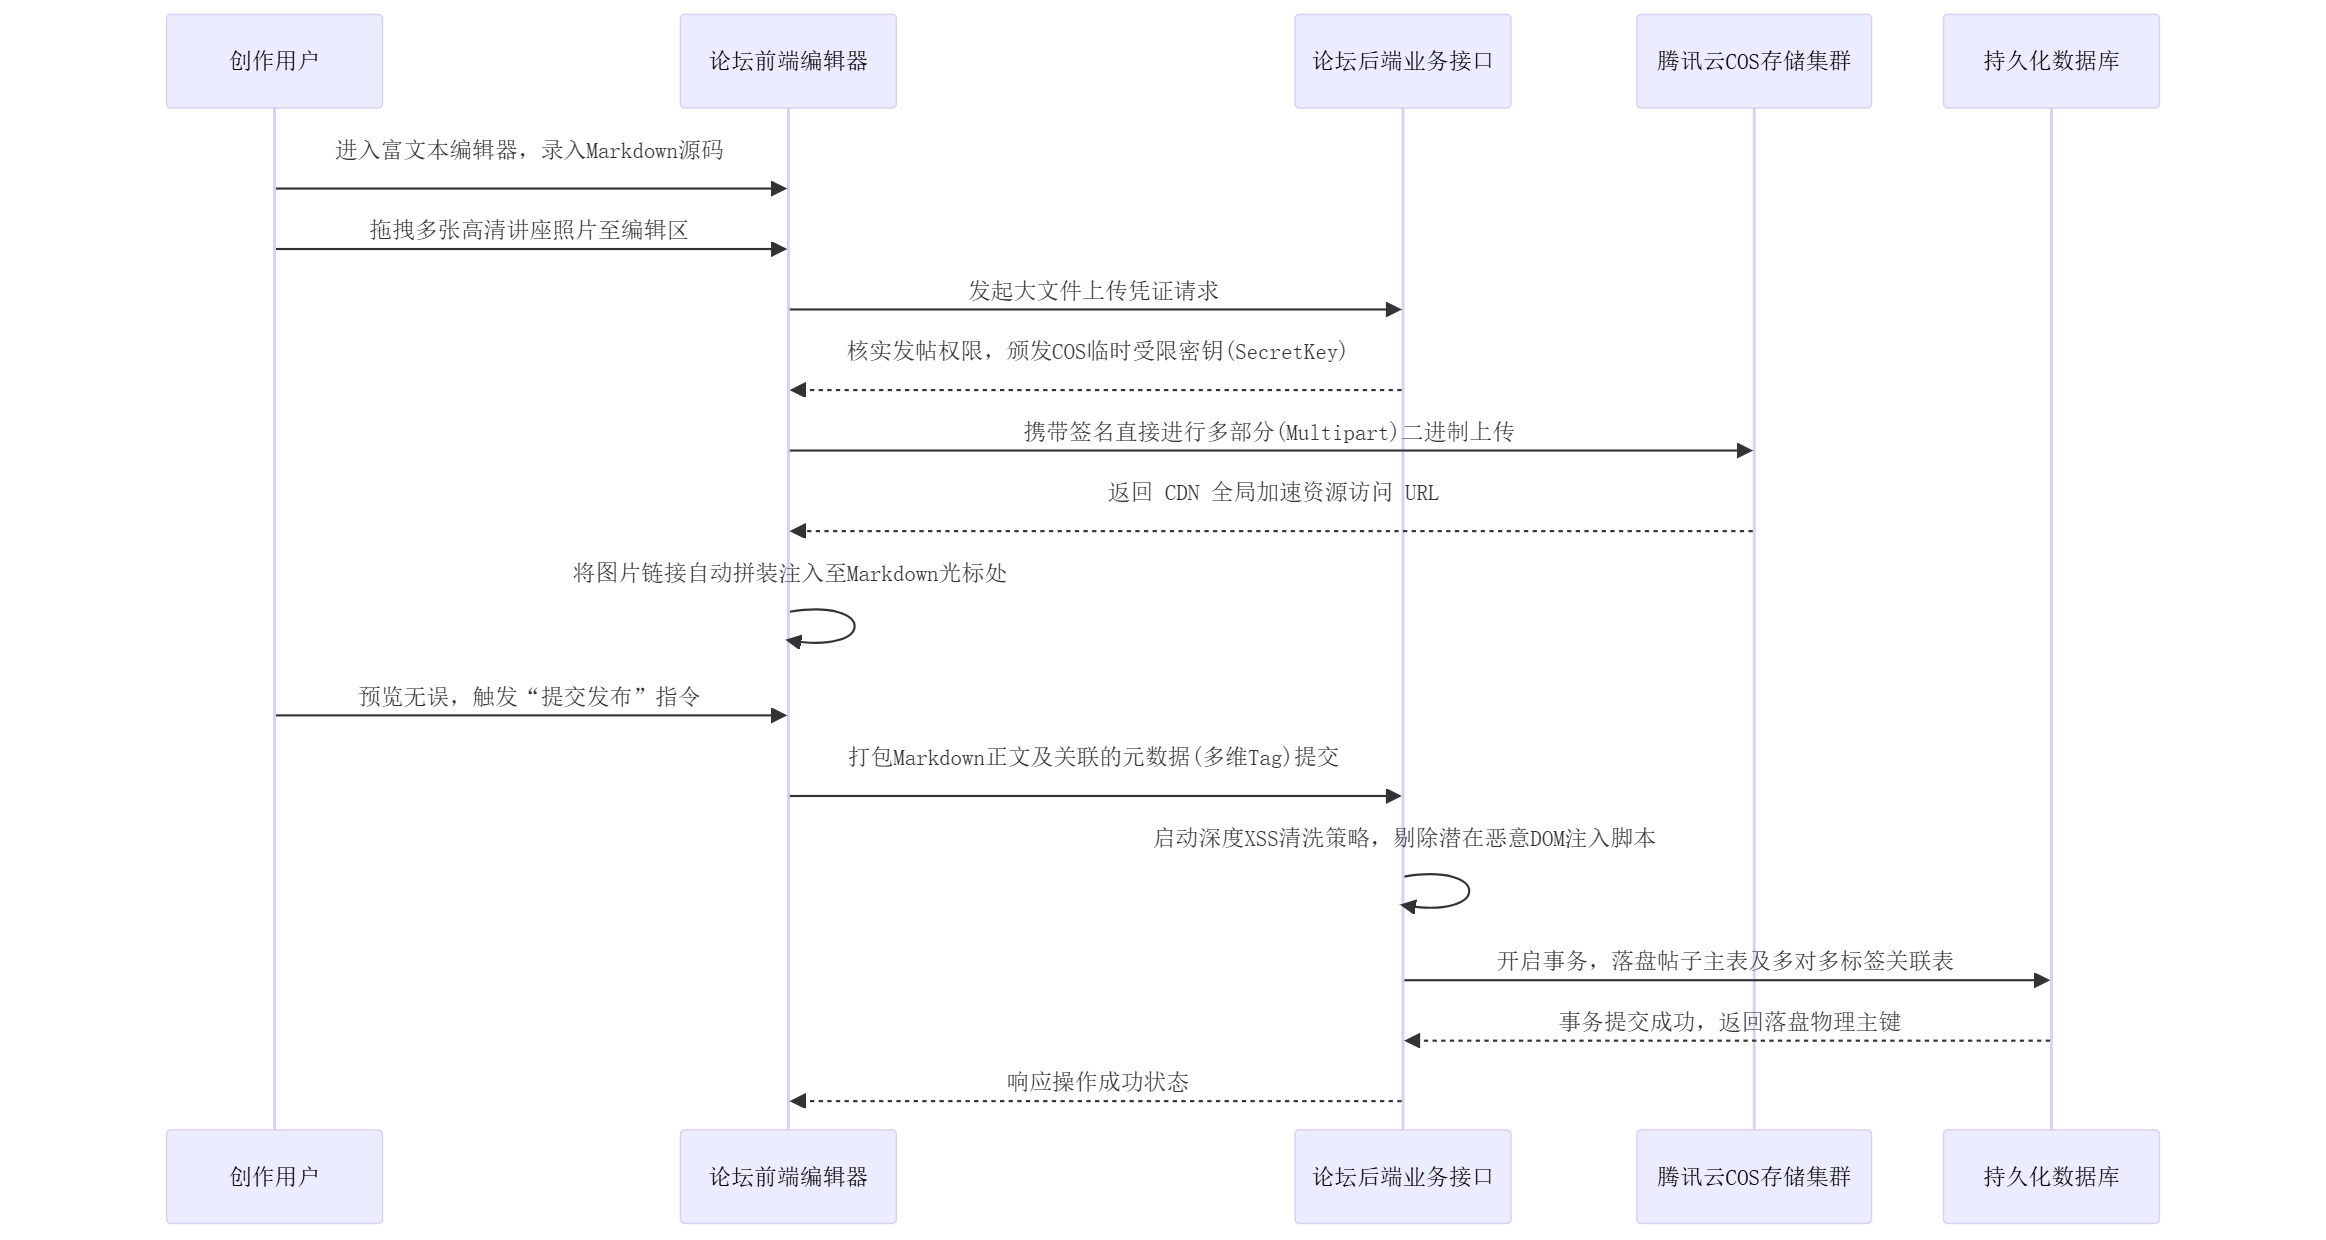 创作用户
论坛前端编辑器
论坛后端业务接口
腾讯云COS存储集群
持久化数据库
进入富文本编辑器，录入Markdown源码
拖拽多张高清讲座照片至编辑区
发起大文件上传凭证请求
核实发帖权限，颁发COS临时受限密钥(SecretKey)
携带签名直接进行多部分(Multipart)二进制上传
返回 CDN 全局加速资源访问 URL
将图片链接自动拼装注入至Markdown光标处
预览无误，触发“提交发布”指令
打包Markdown正文及关联的元数据(多维Tag)提交
启动深度XSS清洗策略，剔除潜在恶意DOM注入脚本
开启事务，落盘帖子主表及多对多标签关联表
事务提交成功，返回落盘物理主键
响应操作成功状态
创作用户
论坛前端编辑器
论坛后端业务接口
腾讯云COS存储集群
持久化数据库